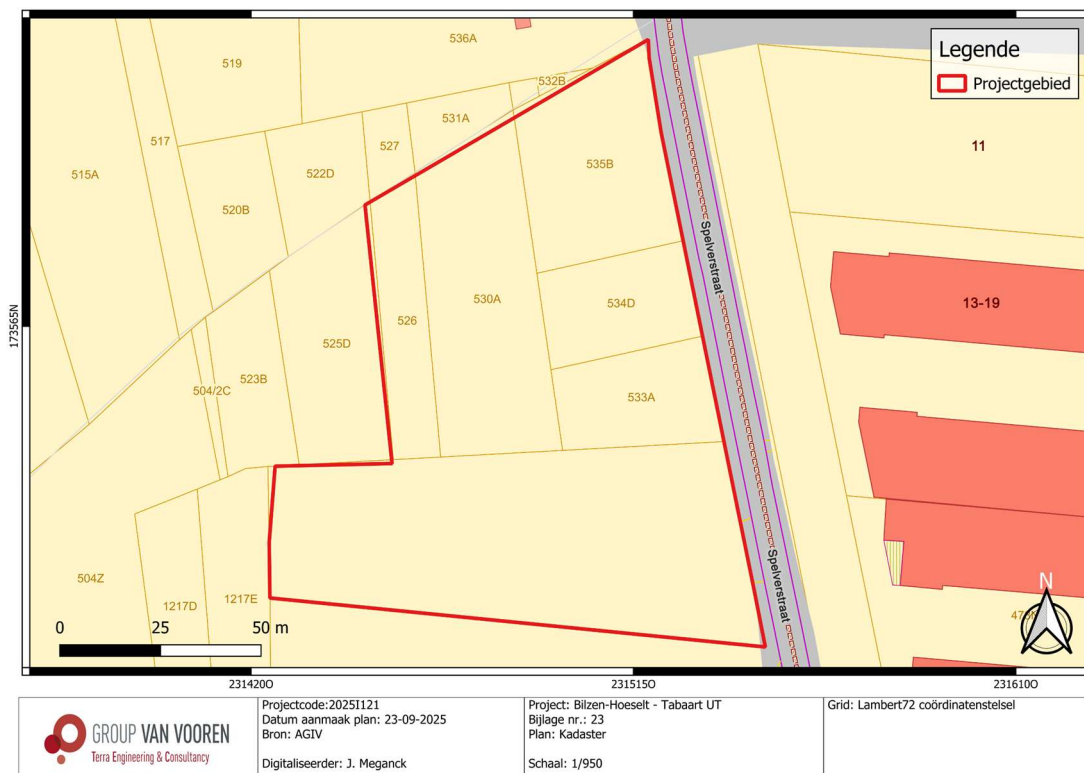 536A
519
532B
517
531A
527
11
515A
522D
535B
520B
Spelverstraat
530A
534D
13-19
526
525D
504/2C
523B
533A
504Z
1217D
1217E
Spelverstraat
N
0 25 50 m
173565N
2314200
2315150
2316100
Legende
Projectgebied
GROUP VAN VOOREN
Terra Engineering & Consultancy
Projectcode:2025I121
Datum aanmaak plan: 23-09-2025
Bron: AGIV
Digitaliseerder: J. Meganck
Project: Bilzen-Hoeselt - Tabaart UT
Bijlage nr.: 23
Plan: Kadaster
Schaal: 1/950
Grid: Lambert72 coördinatenstelsel